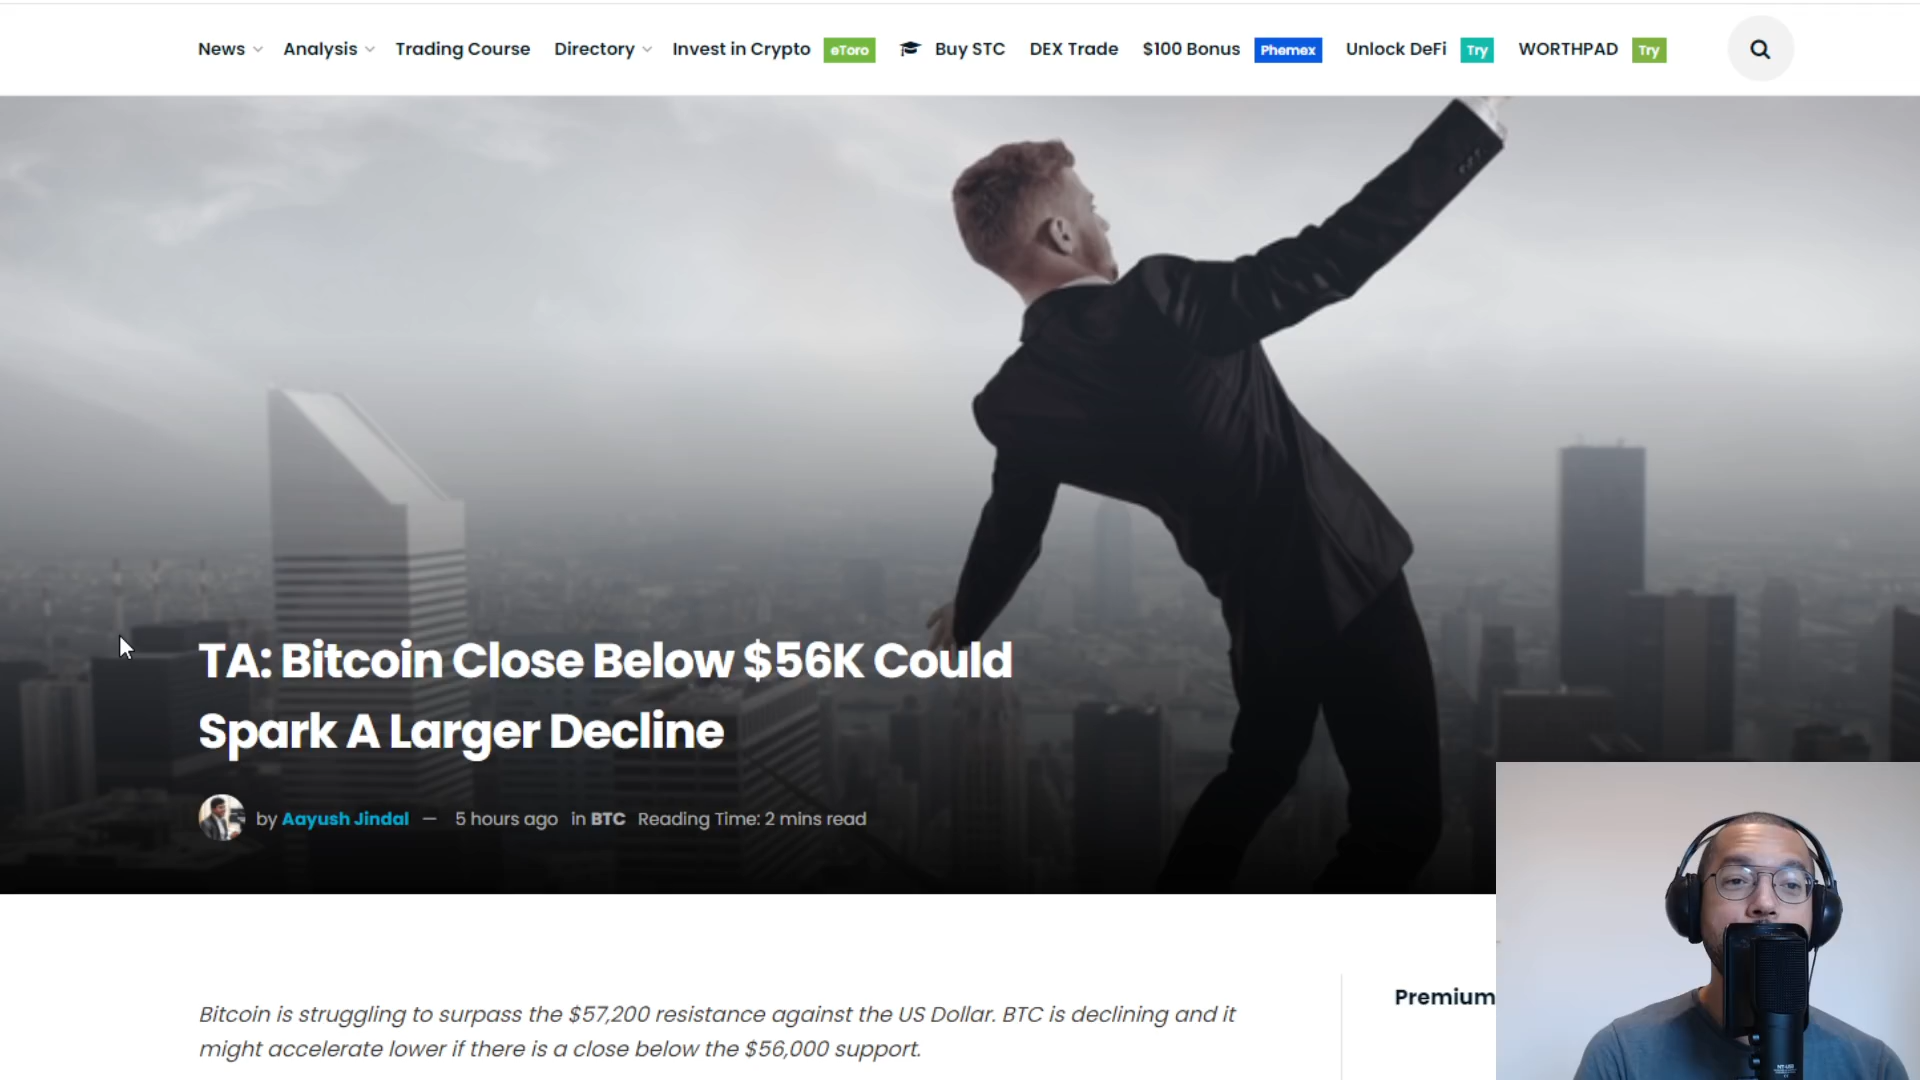 News Analysis Trading Course Directory Invest in Crypto eToro Buy STC DEX Trade $100 Bonus Phemex Unlock DeFi Try WORTHPAD Try
TA: Bitcoin Close Below $56K Could
Spark A Larger Decline
by Aayush Jindal — 5 hours ago in BTC Reading Time: 2 mins read
Bitcoin is struggling to surpass the $57,200 resistance against the US Dollar. BTC is declining and it
might accelerate lower if there is a close below the $56,000 support.
Premium
NT-USB